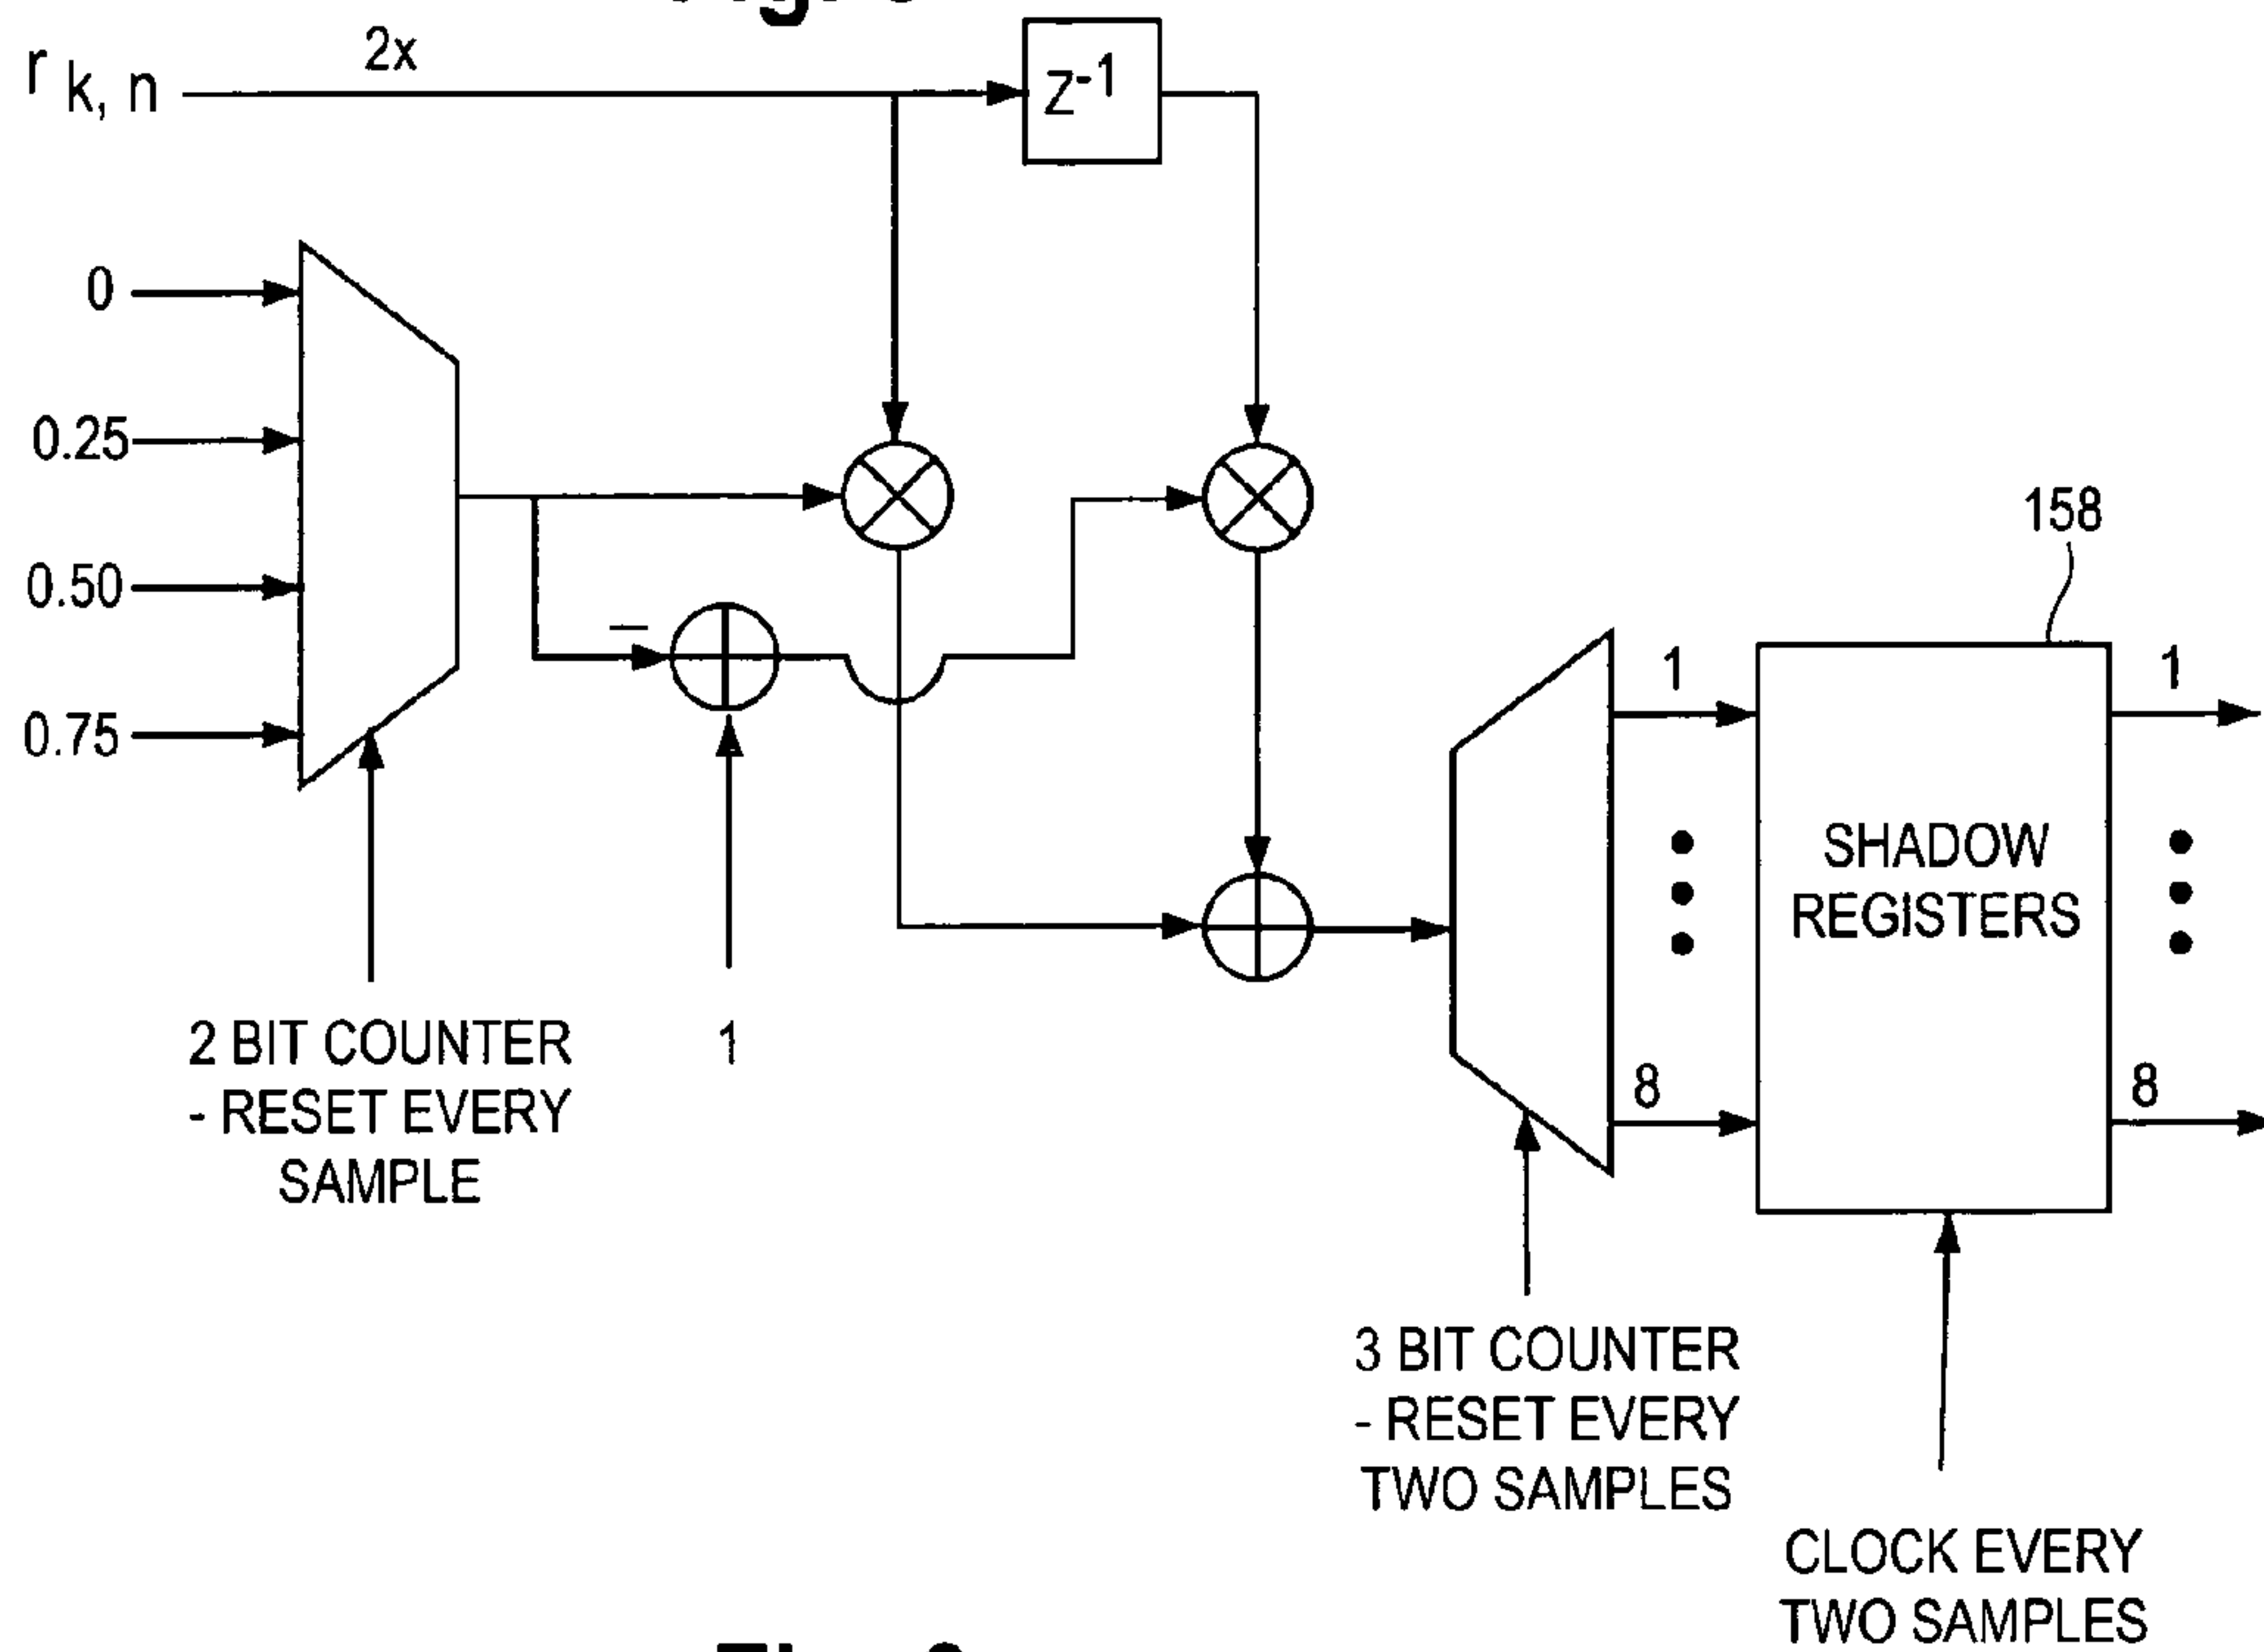 r k, n
2x
z-1
0
0.25
0.50
0.75
158
1
1
SHADOW
REGISTERS
8
8
2 BIT COUNTER
- RESET EVERY
SAMPLE
1
3 BIT COUNTER
- RESET EVERY
TWO SAMPLES
CLOCK EVERY
TWO SAMPLES